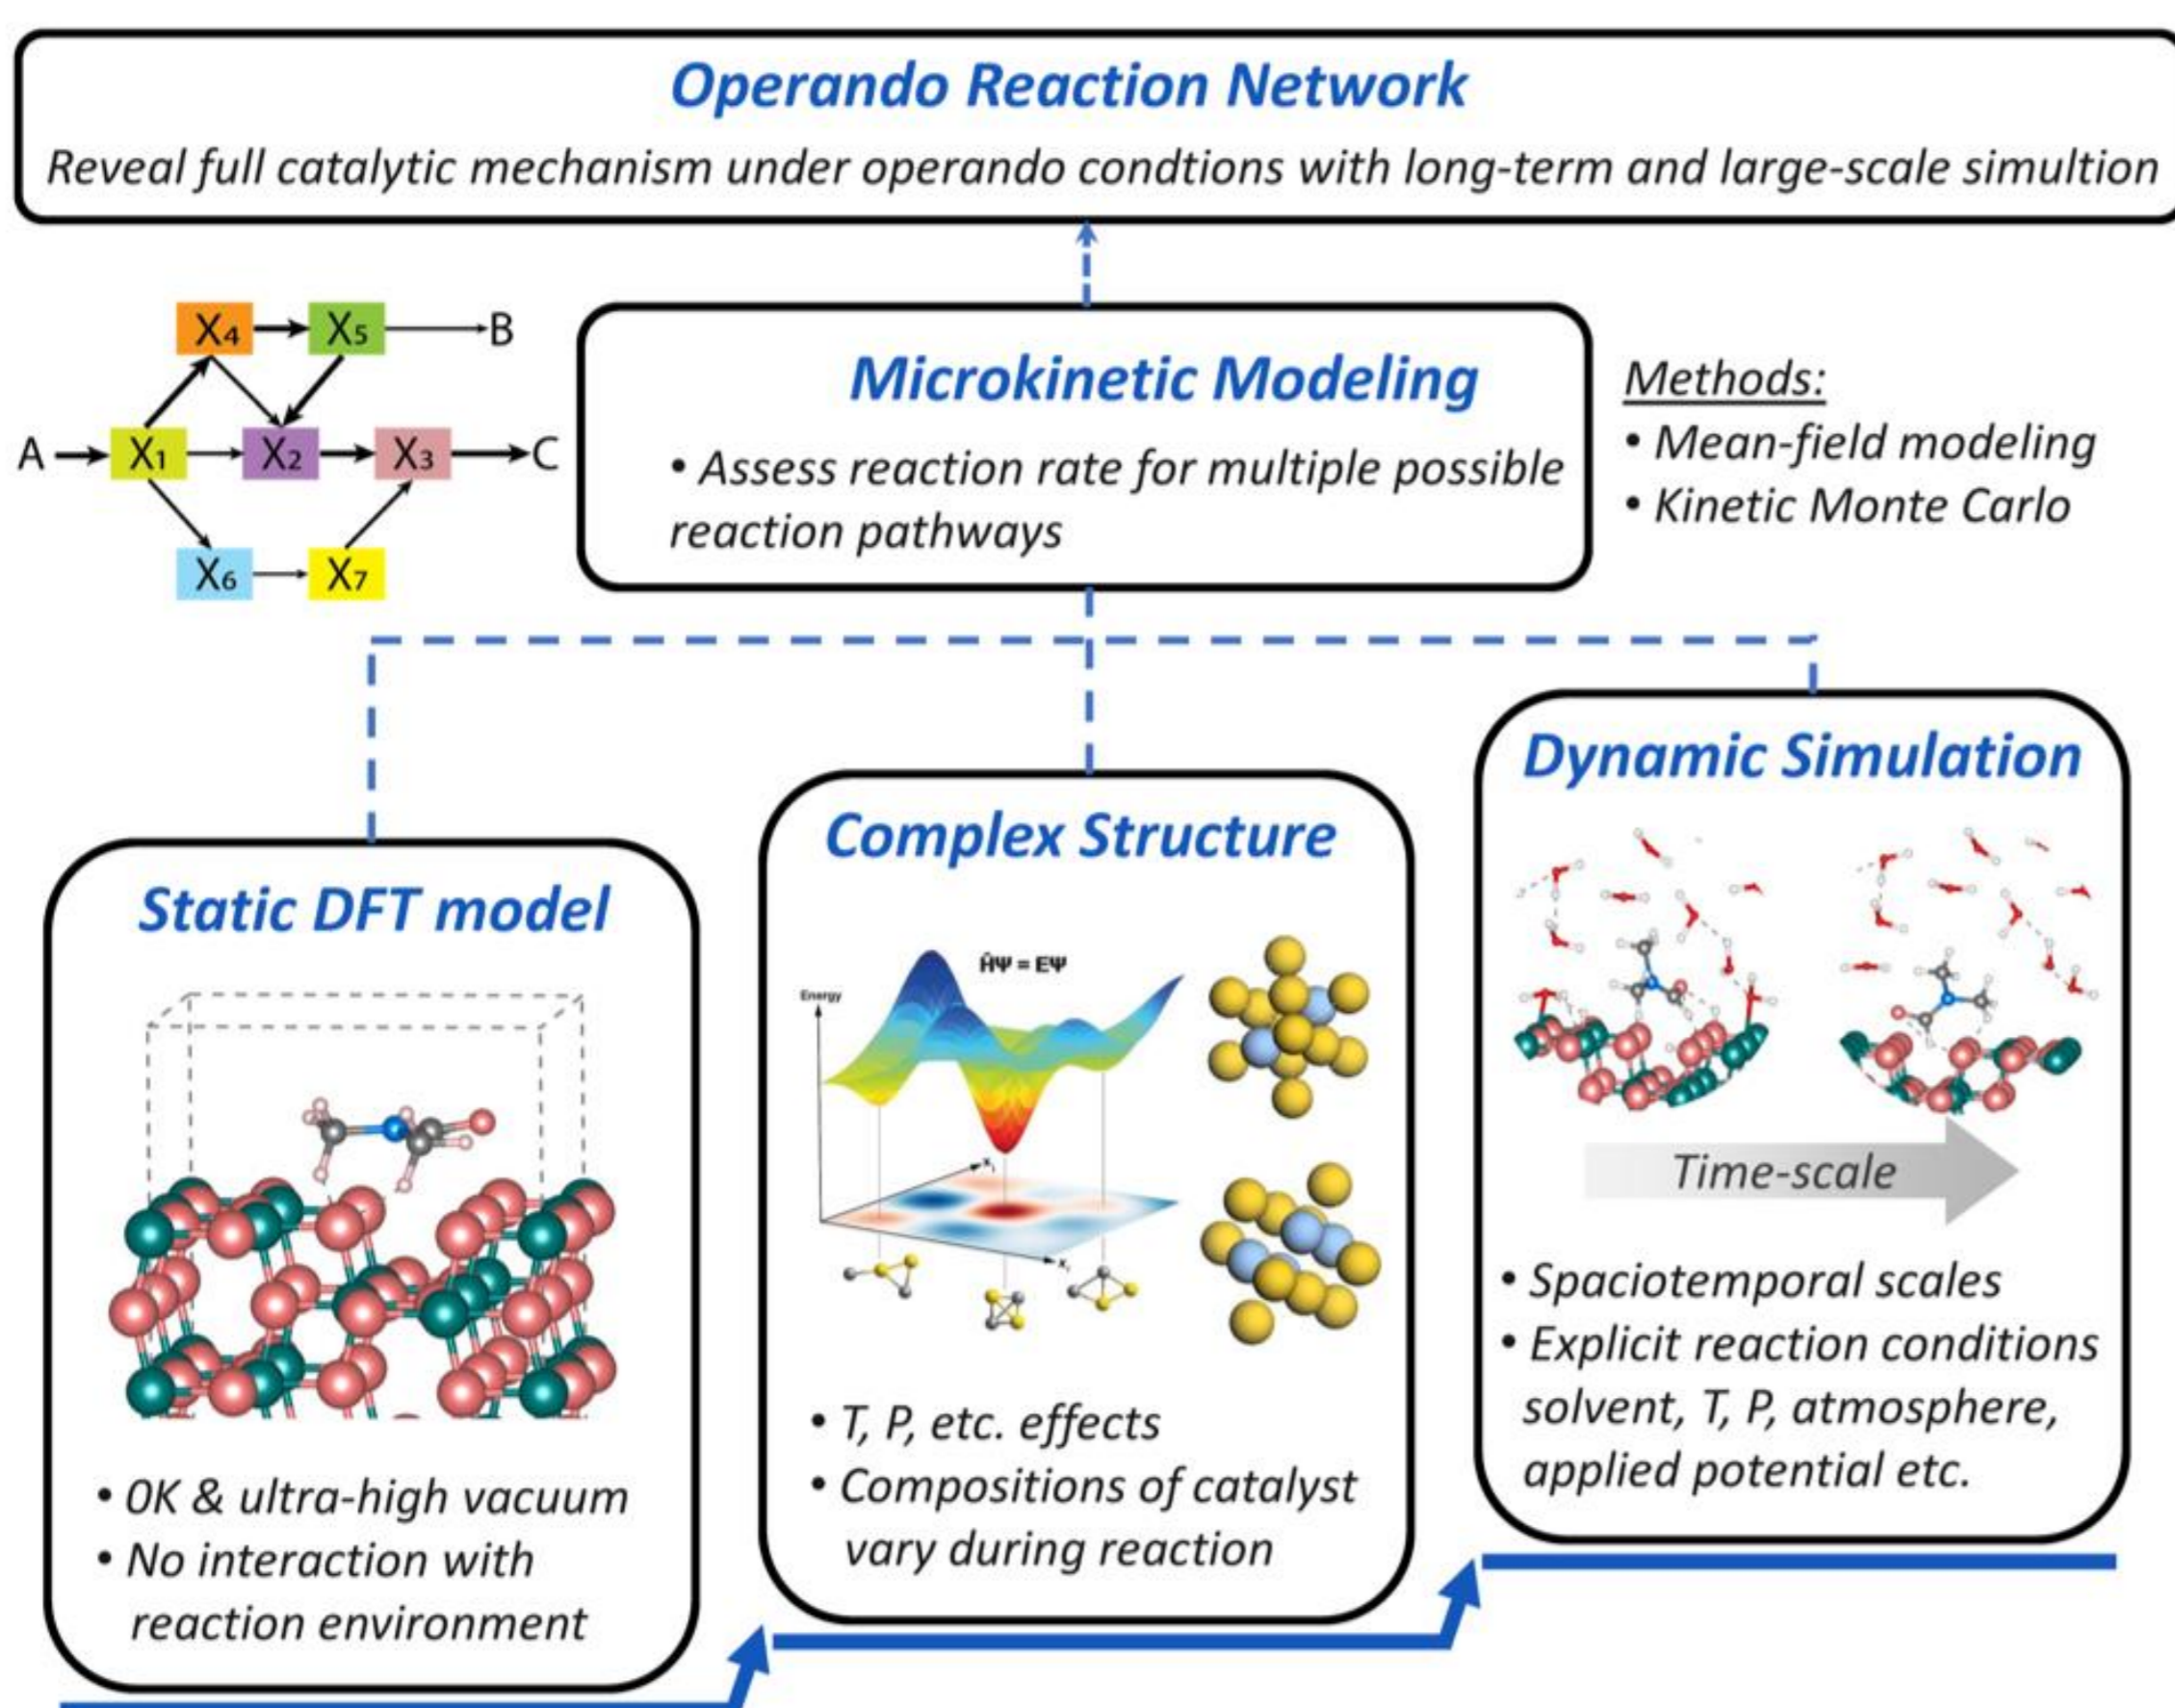 Operando Reaction Network
Reveal full catalytic mechanism under operando condtions with long-term and large-scale simultion
X4
X5
B
A
X1
X2
X3
C
X6
X7
Microkinetic Modeling
• Assess reaction rate for multiple possible
reaction pathways
Methods:
• Mean-field modeling
• Kinetic Monte Carlo
Static DFT model
• 0K & ultra-high vacuum
• No interaction with
reaction environment
Complex Structure
ĤΨ = EΨ
Energy
• T, P, etc. effects
• Compositions of catalyst
vary during reaction
Dynamic Simulation
Time-scale
• Spaciotemporal scales
• Explicit reaction conditions
solvent, T, P, atmosphere,
applied potential etc.